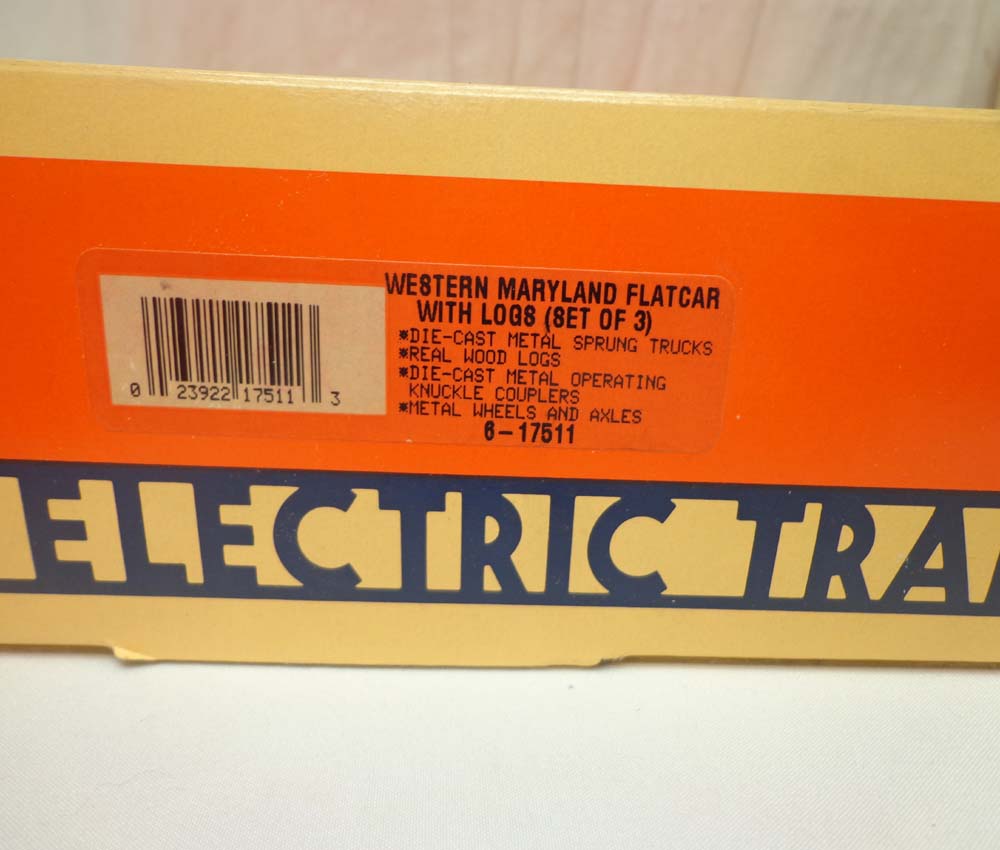 WESTERN MARYLAND FLATCAR
WITH LOGS (SET OF 3)
*DIE-CAST METAL SPRUNG TRUCKS
*REAL WOOD LOGS
*DIE-CAST METAL OPERATING
KNUCKLE COUPLERS
*METAL WHEELS AND AXLES
6-17511
0 23922 17511 3
ELECTRIC TRA